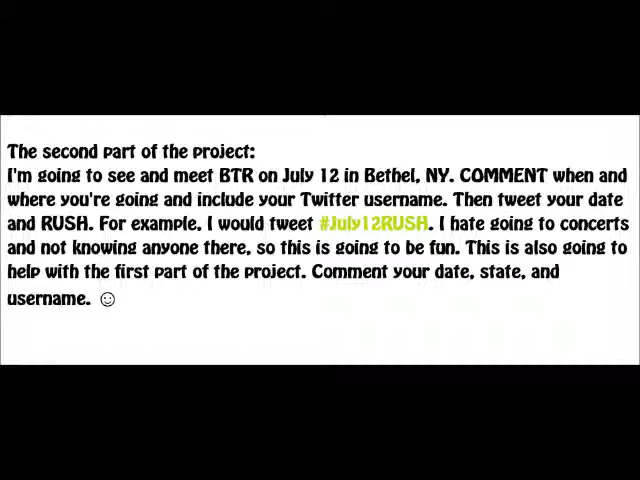 The second part of the project:
I'm going to see and meet BTR on July 12 in Bethel, NY. COMMENT when and
where you're going and include your Twitter username. Then tweet your date
and RUSH. For example, I would tweet #July12RUSH. I hate going to concerts
and not knowing anyone there, so this is going to be fun. This is also going to
help with the first part of the project. Comment your date, state, and
username. ☺